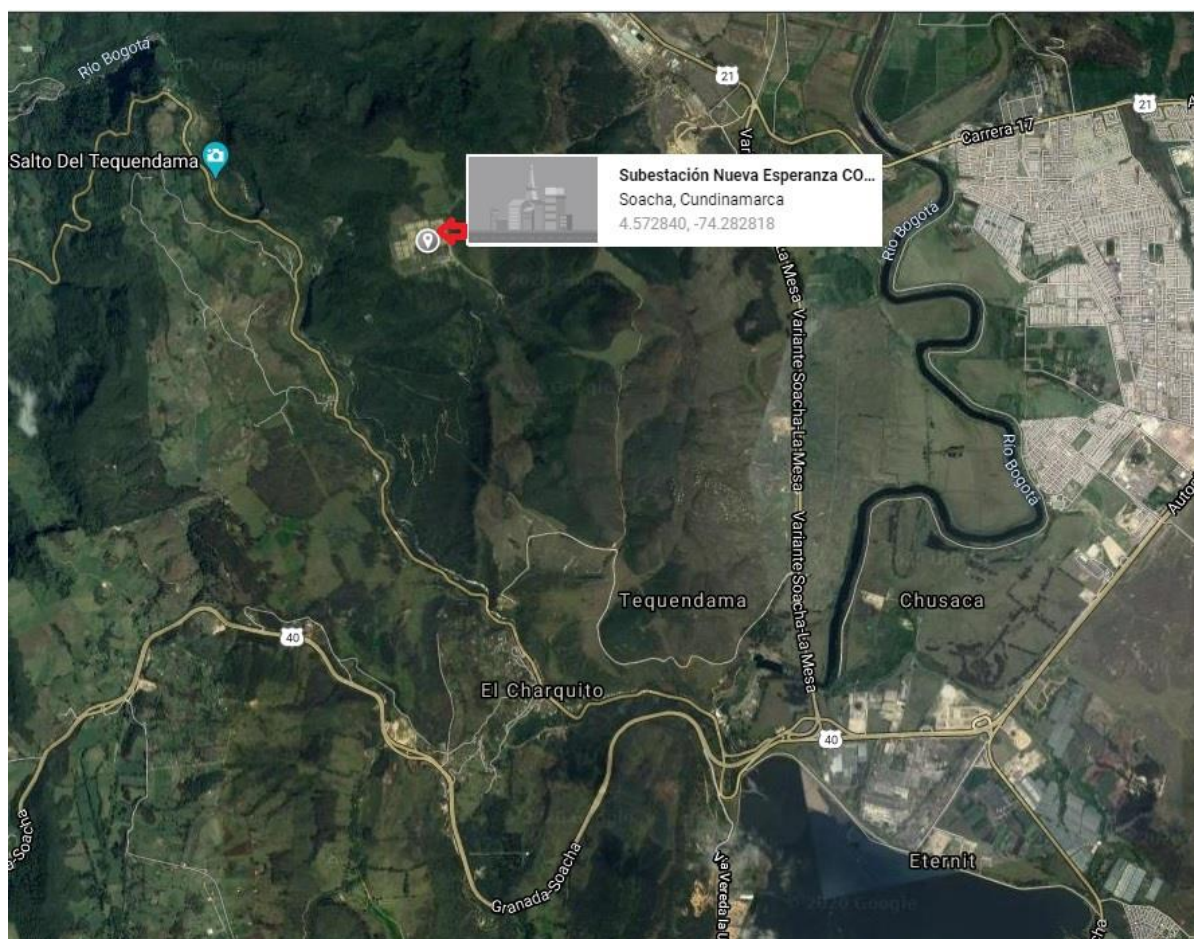 Río Bogotá
21
21
A
Carrera 17
Salto Del Tequendama
Subestación Nueva Esperanza CO...
Soacha, Cundinamarca
4.572840, -74.282818
Río Bogotá
Variante Soacha-La Mesa
Variante Soacha-La Mesa
Río Bogotá
Tequendama
Chusaca
40
El Charquito
40
Eternit
Granada-Soacha